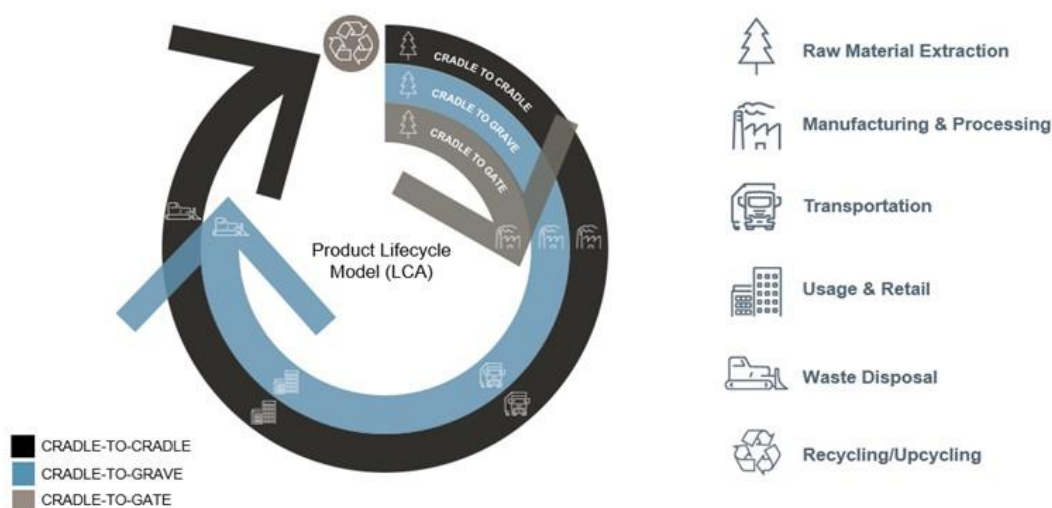 CRADLE TO CRADLE
CRADLE TO GRAVE
CRADLE TO GATE
Product Lifecycle
Model (LCA)
CRADLE-TO-CRADLE
CRADLE-TO-GRAVE
CRADLE-TO-GATE
Raw Material Extraction
Manufacturing & Processing
Transportation
Usage & Retail
Waste Disposal
Recycling/Upcycling